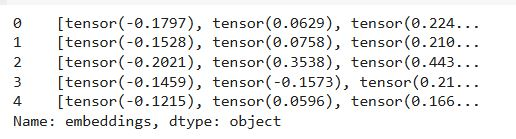 0    [tensor(-0.1797), tensor(0.0629), tensor(0.224...
1    [tensor(-0.1528), tensor(0.0758), tensor(0.210...
2    [tensor(-0.2021), tensor(0.3538), tensor(0.443...
3    [tensor(-0.1459), tensor(-0.1573), tensor(0.21...
4    [tensor(-0.1215), tensor(0.0596), tensor(0.166...
Name: embeddings, dtype: object